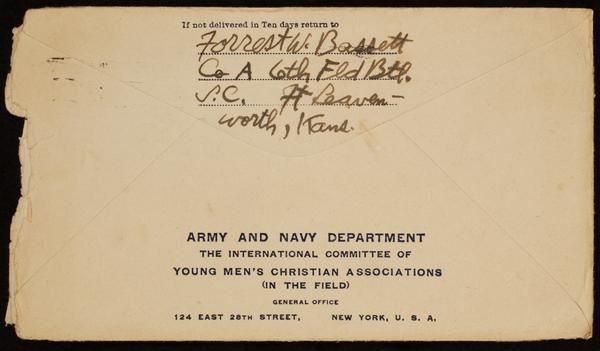 If not delivered in Ten days return to
Forrest W. Bassett
Co A 6th Fld Btl.
S.C. Ft Leaven-
worth, Kans.
ARMY AND NAVY DEPARTMENT
THE INTERNATIONAL COMMITTEE OF
YOUNG MEN'S CHRISTIAN ASSOCIATIONS
(IN THE FIELD)
GENERAL OFFICE
124 EAST 28TH STREET, NEW YORK, U. S. A.